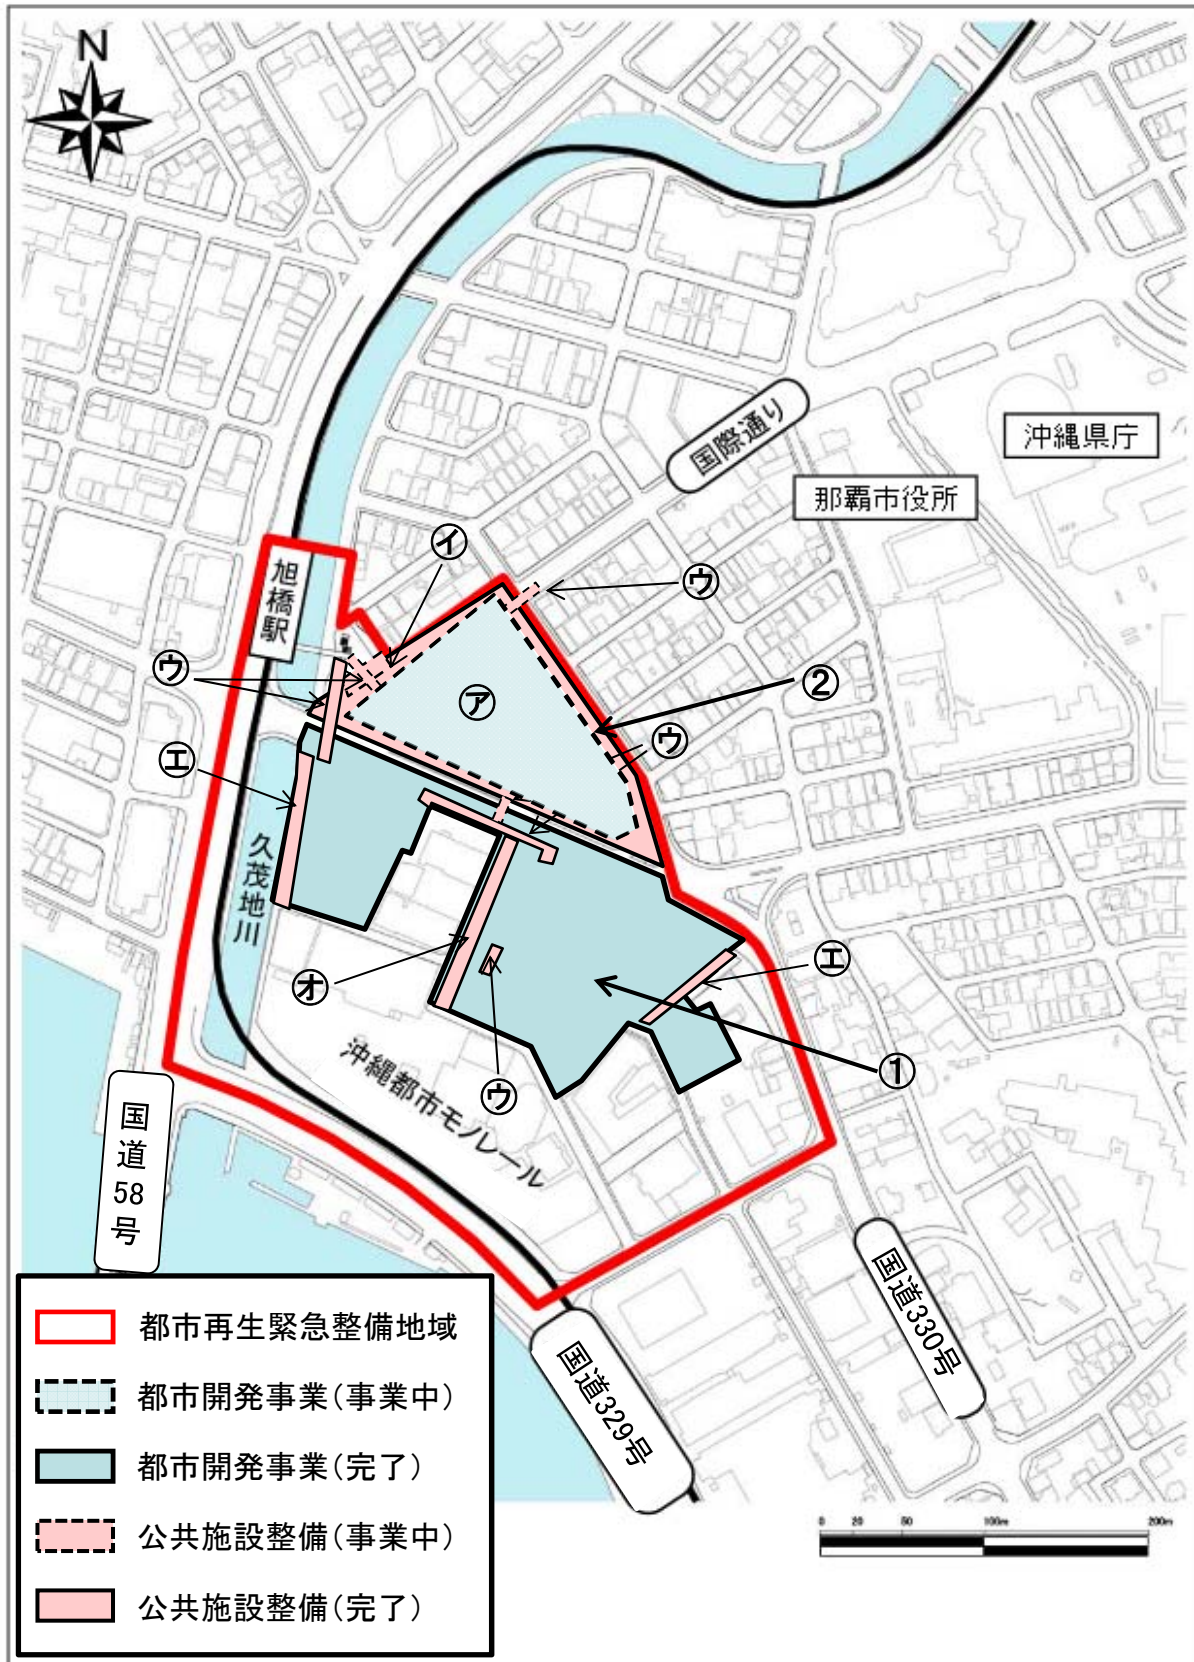 N
国際通り
沖縄県庁
那覇市役所
旭橋駅
㋑
㋒
㋒
㋐
②
㋒
㋓
久茂地川
㋔
㋓
㋒
①
沖縄都市モノレール
国道58号
国道330号
国道329号
都市再生緊急整備地域
都市開発事業(事業中)
都市開発事業(完了)
公共施設整備(事業中)
公共施設整備(完了)
0 20 50 100m 200m